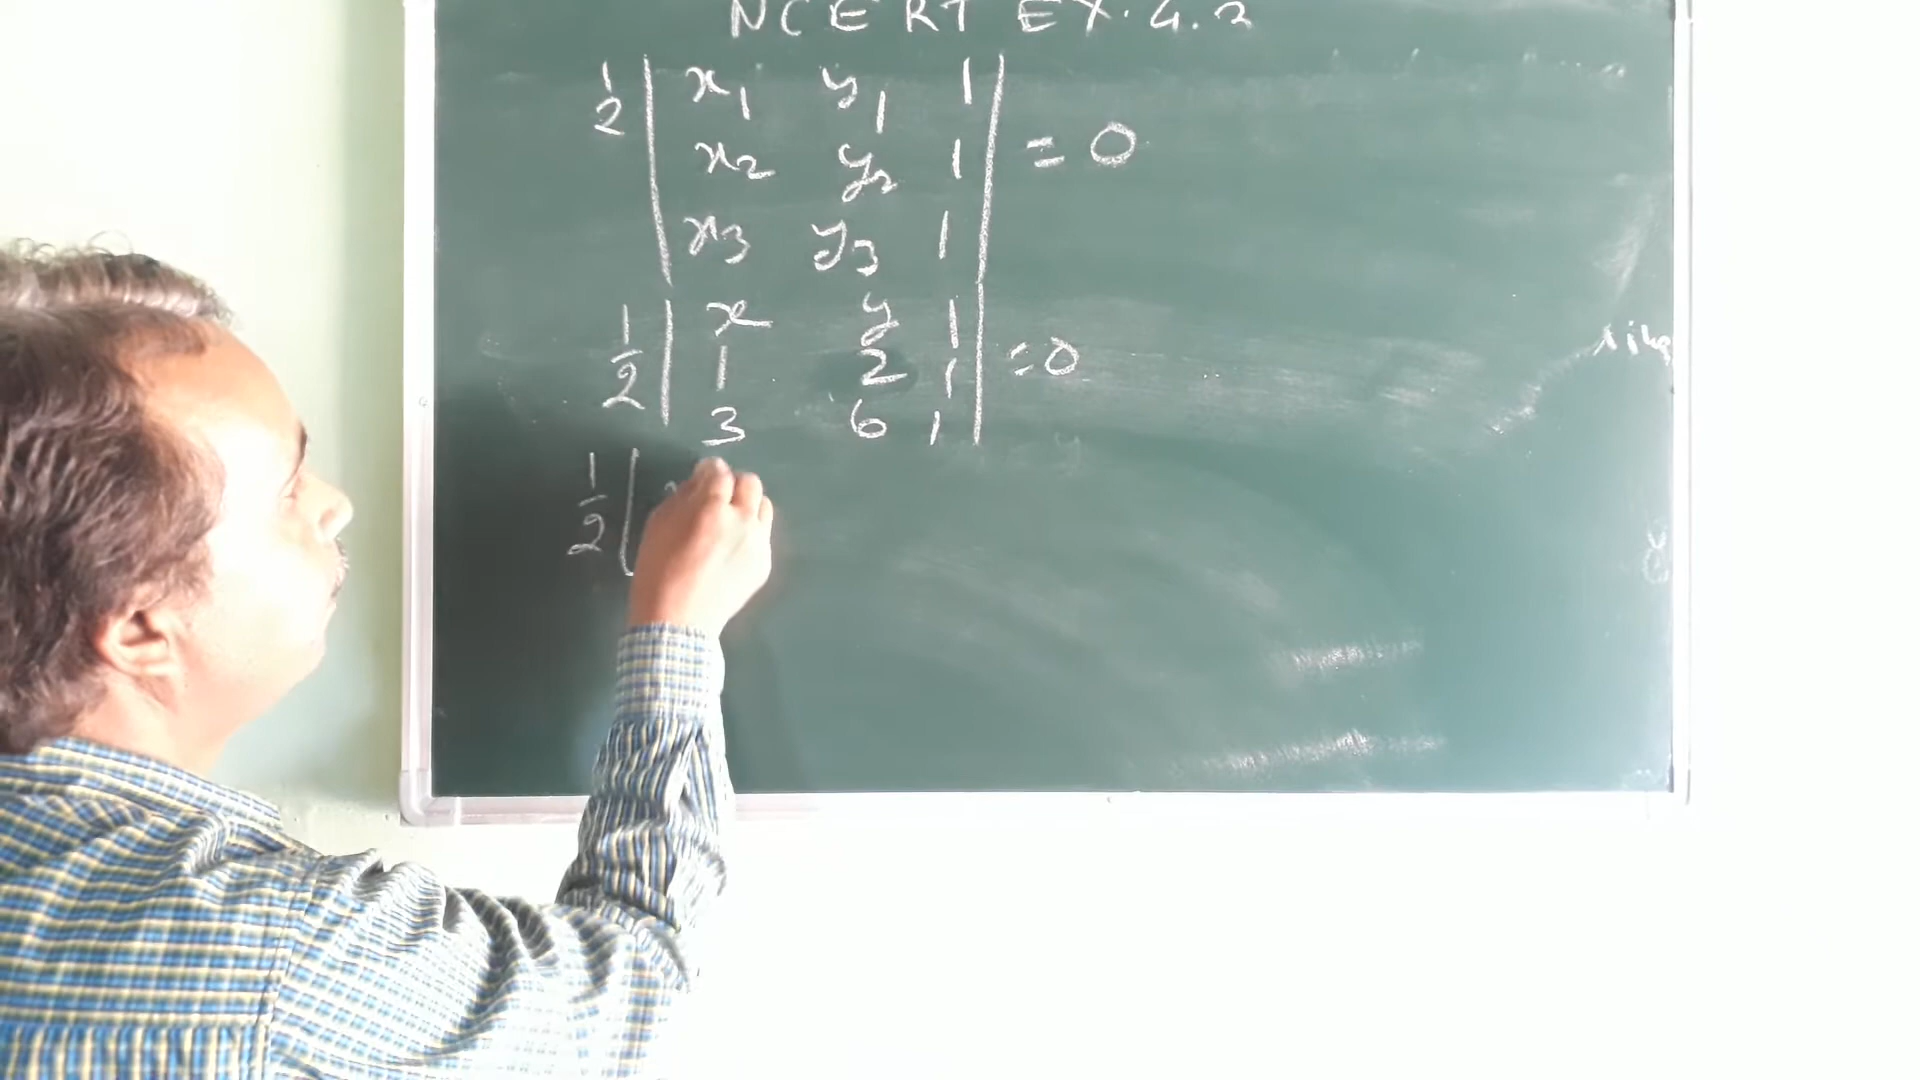 NCERT EX. 4.2
1/2 | x1 y1 1 |
| x2 y2 1 | = 0
| x3 y3 1 |
1/2 | x y 1 |
| 1 2 1 | = 0
| 3 6 1 |
1/2 [